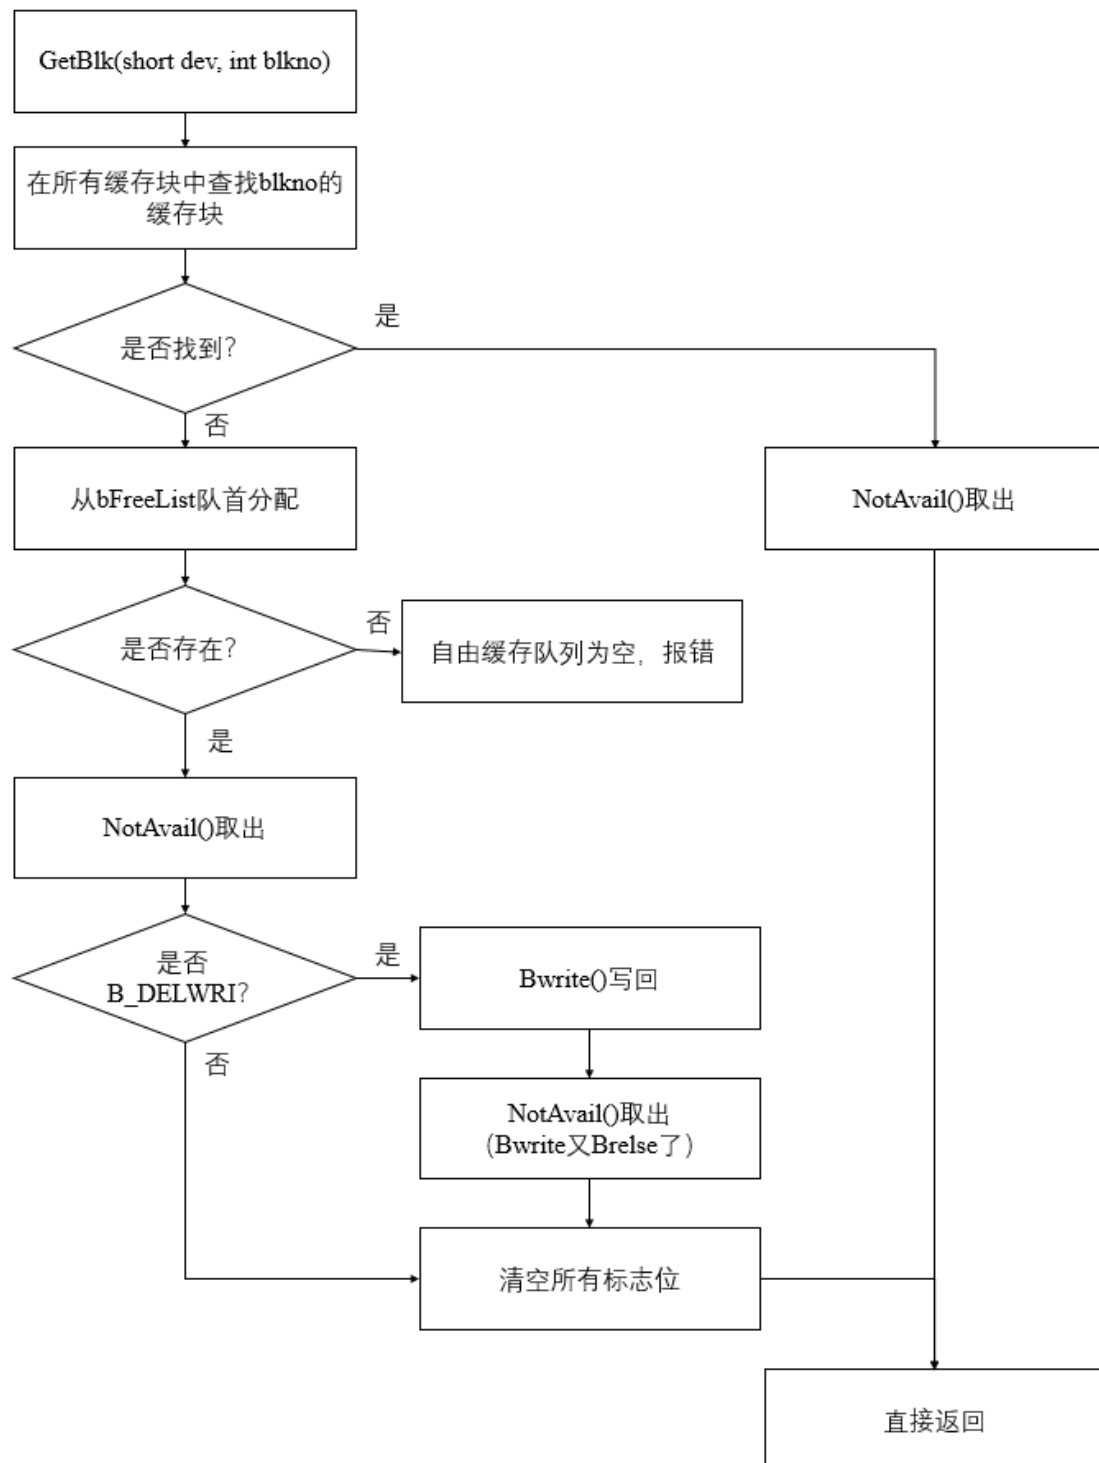 GetBlk(short dev, int blkno)
在所有缓存块中查找blkno的
缓存块
是否找到?
是
否
从bFreeList队首分配
NotAvail()取出
是否存在?
否
自由缓存队列为空，报错
是
NotAvail()取出
是否
B_DELWRI?
是
Bwrite()写回
否
NotAvail()取出
（Bwrite又Brelse了）
清空所有标志位
直接返回